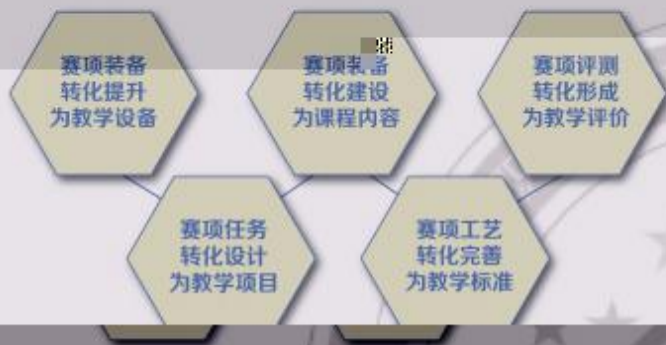 赛项装备
转化提升
为教学设备
赛项装备
转化建设
为课程内容
赛项评测
转化形成
为教学评价
赛项任务
转化设计
为教学项目
赛项工艺
转化完善
为教学标准